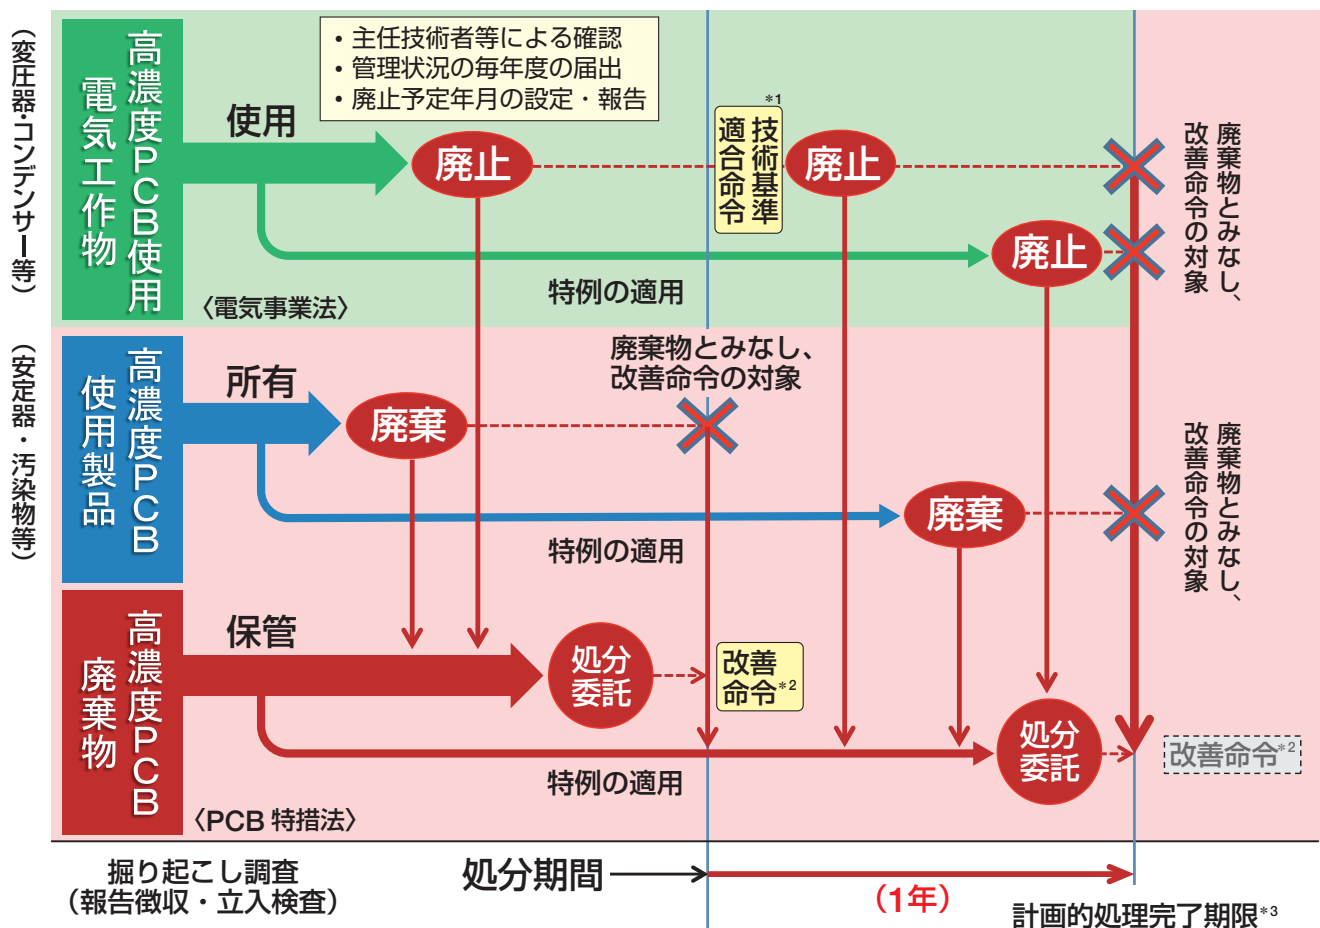 （変圧器・コンデンサー等）
高濃度PCB使用
電気工作物
・主任技術者等による確認
・管理状況の毎年度の届出
・廃止予定年月の設定・報告
使用
廃止
*1
技術基準
適合命令
廃止
廃止
特例の適用
〈電気事業法〉
廃棄物とみなし、
改善命令の対象
（安定器・汚染物等）
高濃度PCB
使用製品
所有
廃棄
廃棄物とみなし、
改善命令の対象
廃棄
特例の適用
廃棄物とみなし、
改善命令の対象
高濃度PCB
廃棄物
保管
処分
委託
改善
命令*2
処分
委託
改善命令*2
特例の適用
〈PCB 特措法〉
掘り起こし調査
（報告徴収・立入検査）
処分期間
（1年）
計画的処理完了期限*3